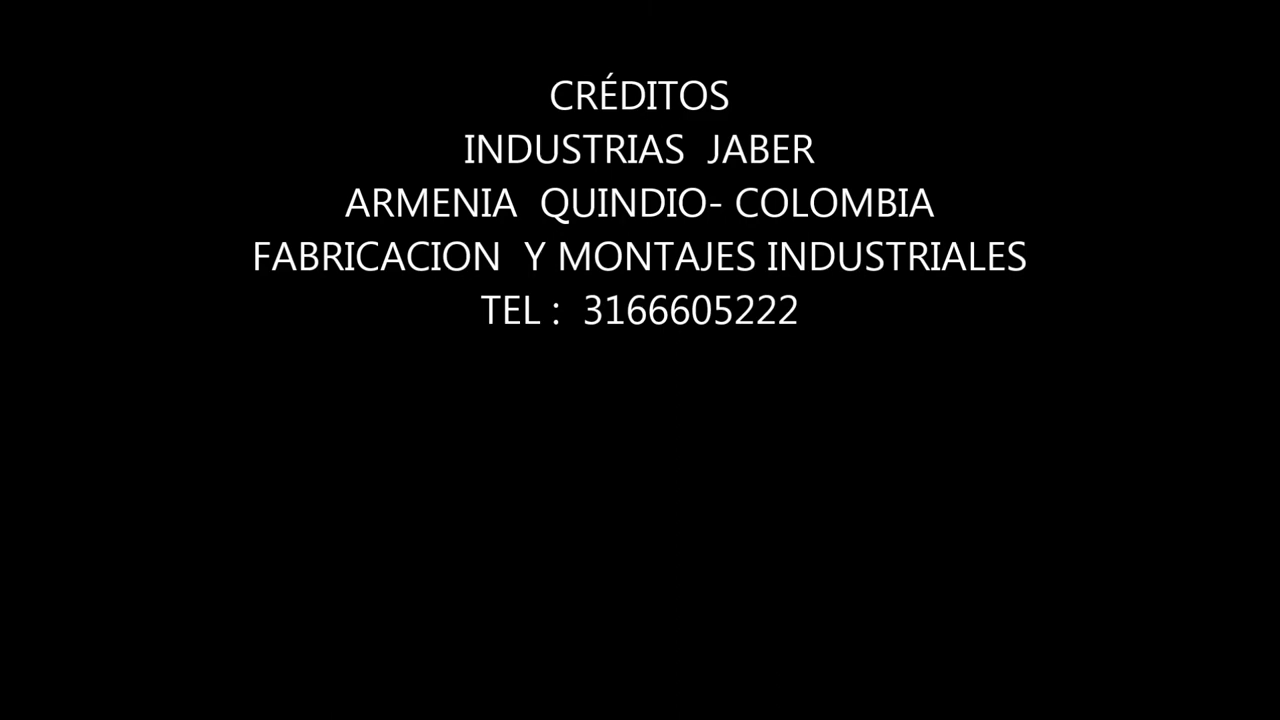 CRÉDITOS
INDUSTRIAS JABER
ARMENIA QUINDIO- COLOMBIA
FABRICACION Y MONTAJES INDUSTRIALES
TEL : 3166605222